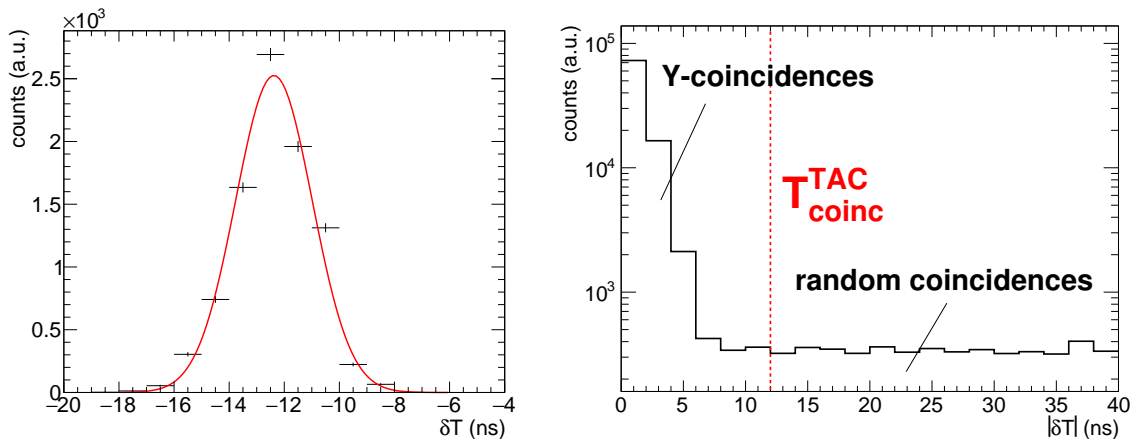 ×10³
counts (a.u.)
2.5
2
1.5
1
0.5
0
−20 −18 −16 −14 −12 −10 −8 −6 −4
δT (ns)
counts (a.u.)
10⁵
10⁴
10³
Y-coincidences
T^TAC_coinc
random coincidences
0 5 10 15 20 25 30 35 40
|δT| (ns)